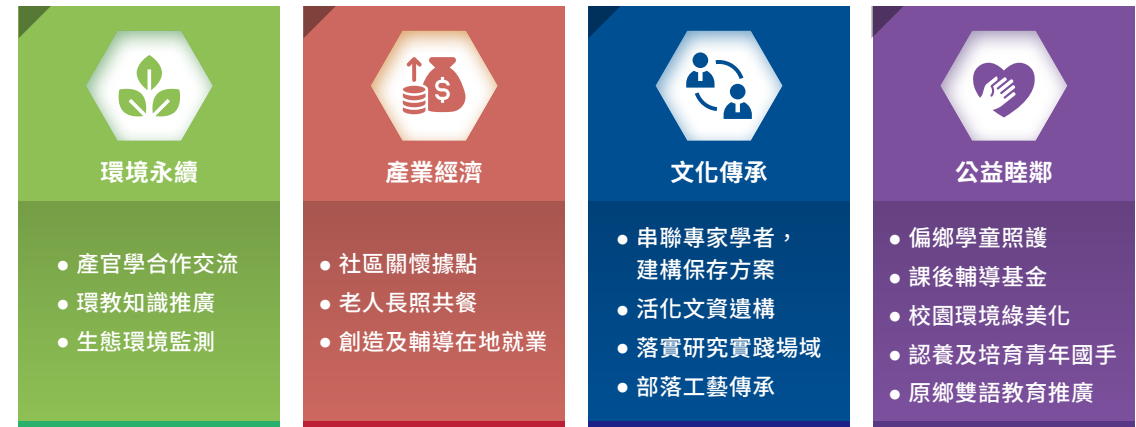 環境永續
● 產官學合作交流
● 環教知識推廣
● 生態環境監測
$
產業經濟
● 社區關懷據點
● 老人長照共餐
● 創造及輔導在地就業
文化傳承
● 串聯專家學者，
建構保存方案
● 活化文資遺構
● 落實研究實踐場域
● 部落工藝傳承
公益睦鄰
● 偏鄉學童照護
● 課後輔導基金
● 校園環境綠美化
● 認養及培育青年國手
● 原鄉雙語教育推廣